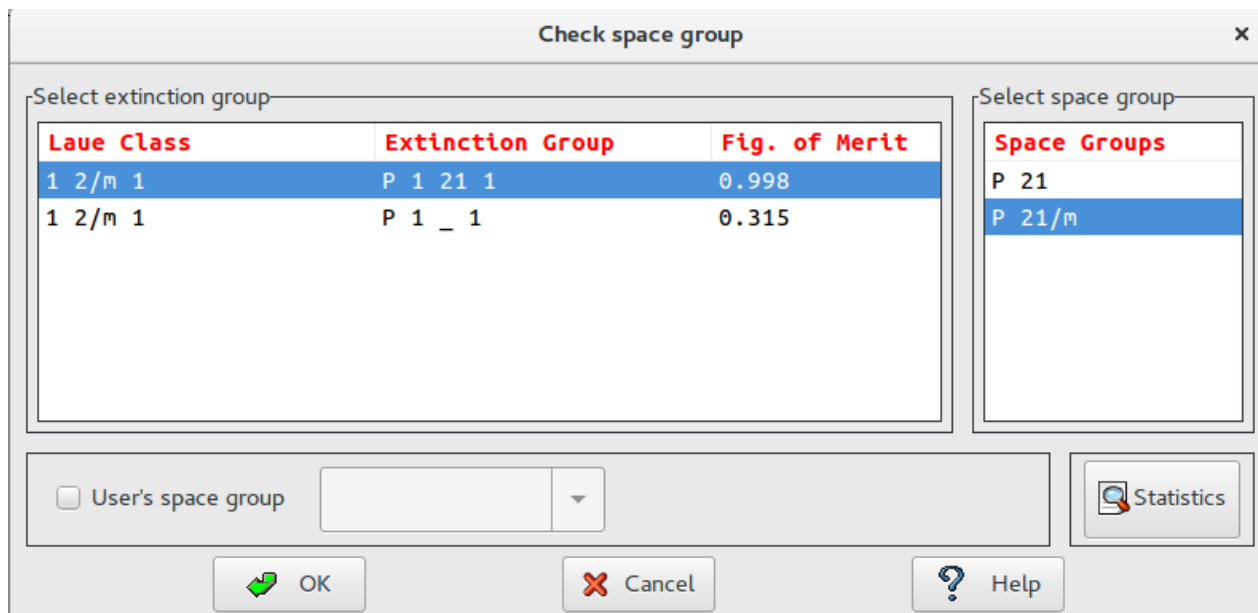 Check space group
Select extinction group
Laue Class Extinction Group Fig. of Merit
1 2/m 1 P 1 21 1 0.998
1 2/m 1 P 1 _ 1 0.315
Select space group
Space Groups
P 21
P 21/m
User's space group
Statistics
OK
Cancel
Help